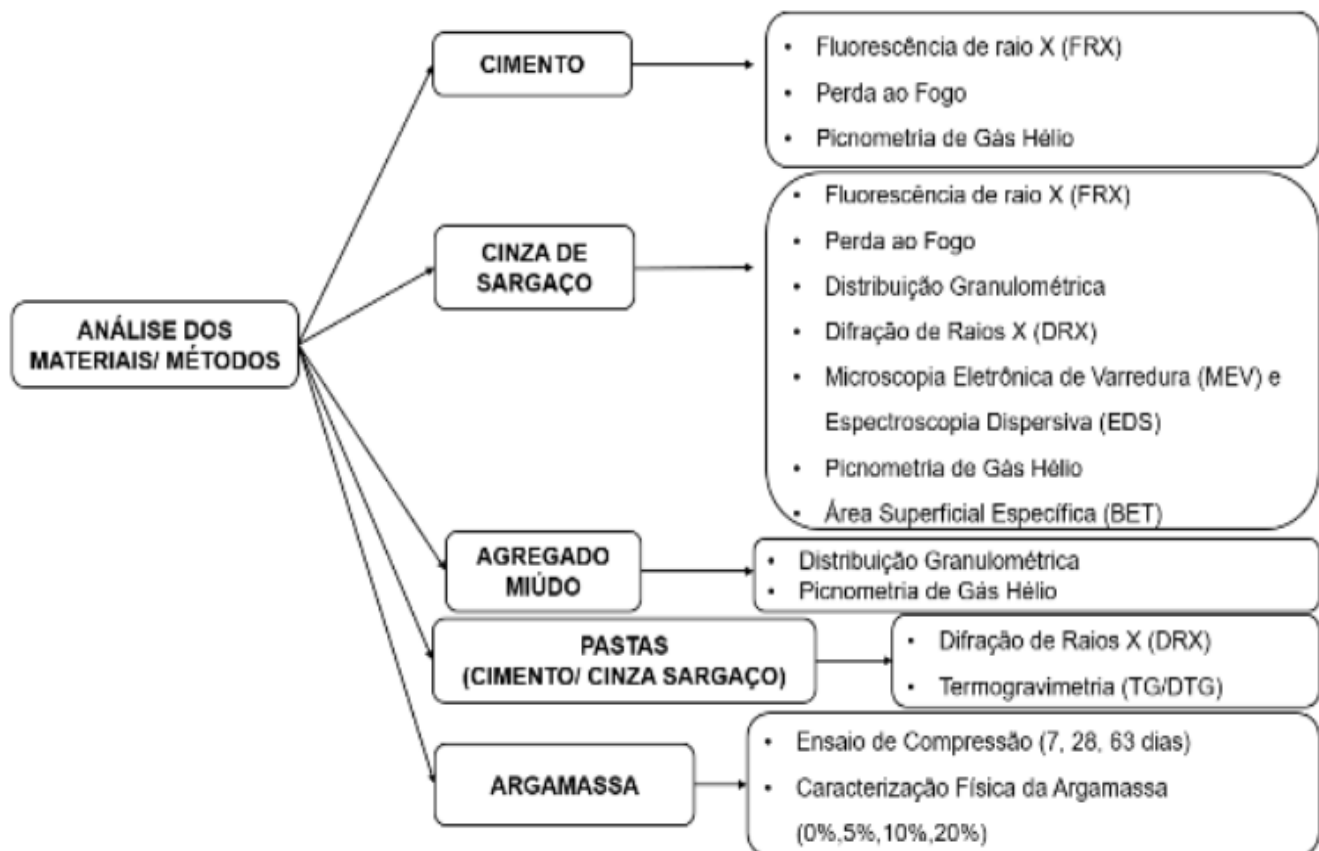 ANÁLISE DOS
MATERIAIS/ MÉTODOS
CIMENTO
• Fluorescência de raio X (FRX)
• Perda ao Fogo
• Picnometria de Gás Hélio
CINZA DE
SARGAÇO
• Fluorescência de raio X (FRX)
• Perda ao Fogo
• Distribuição Granulométrica
• Difração de Raios X (DRX)
• Microscopia Eletrônica de Varredura (MEV) e
Espectroscopia Dispersiva (EDS)
• Picnometria de Gás Hélio
• Área Superficial Específica (BET)
AGREGADO
MIÚDO
• Distribuição Granulométrica
• Picnometria de Gás Hélio
PASTAS
(CIMENTO/ CINZA SARGAÇO)
• Difração de Raios X (DRX)
• Termogravimetria (TG/DTG)
ARGAMASSA
• Ensaio de Compressão (7, 28, 63 dias)
• Caracterização Física da Argamassa
(0%,5%,10%,20%)